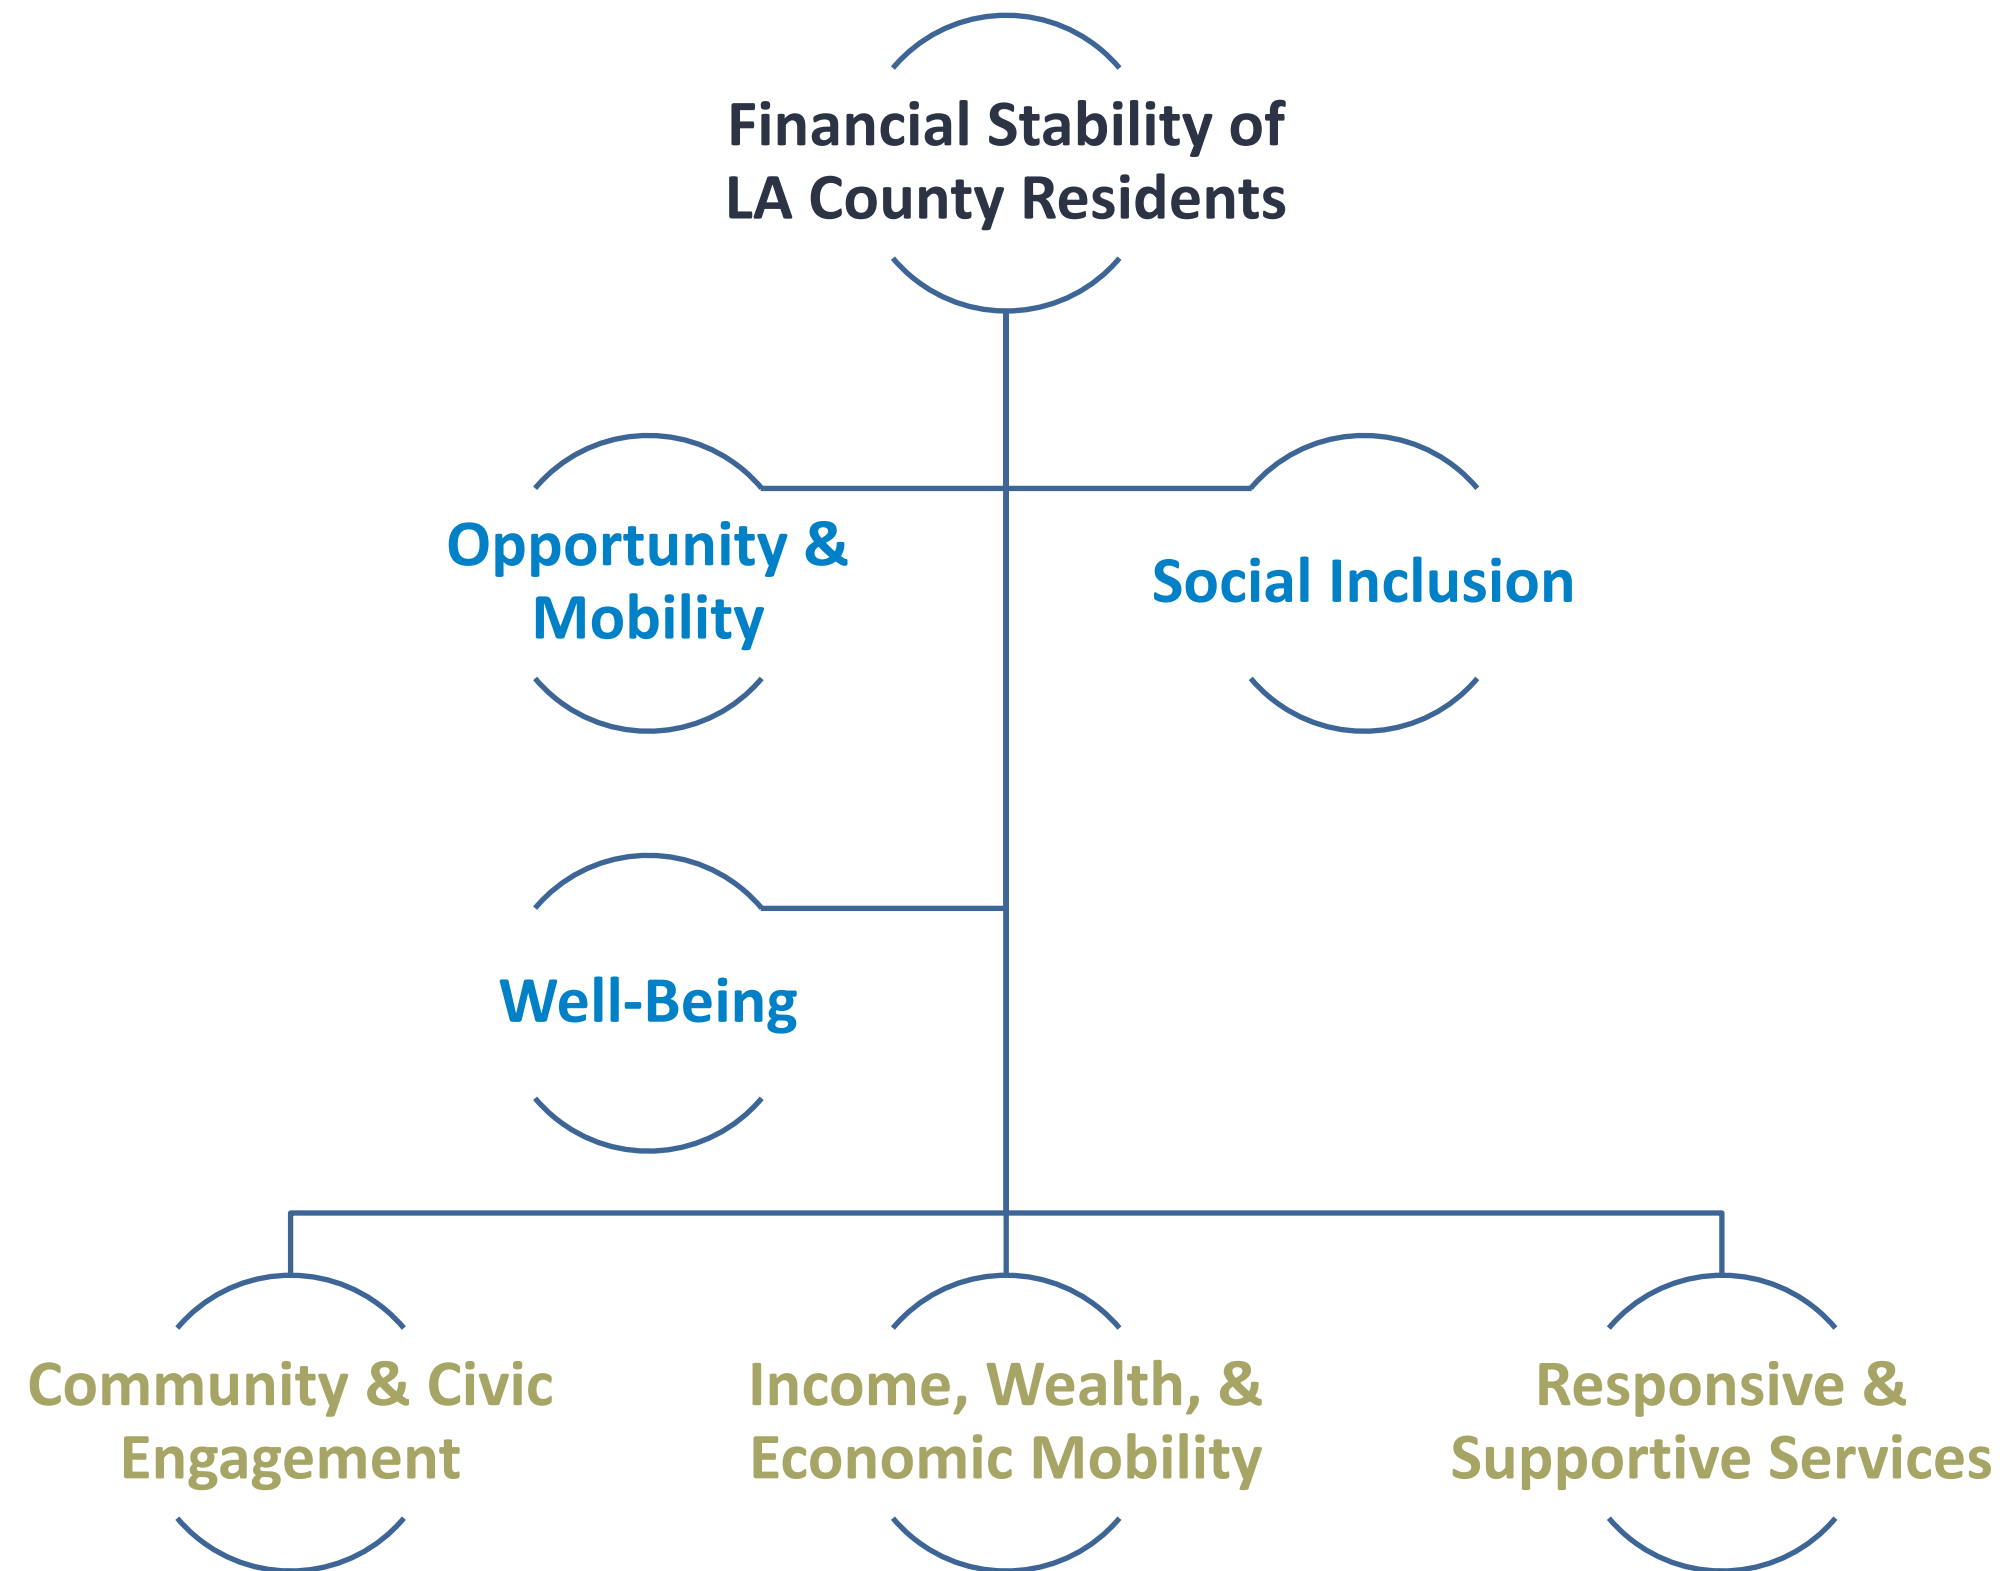 Financial Stability of
LA County Residents
Opportunity &
Mobility
Social Inclusion
Well-Being
Community & Civic
Engagement
Income, Wealth, &
Economic Mobility
Responsive &
Supportive Services